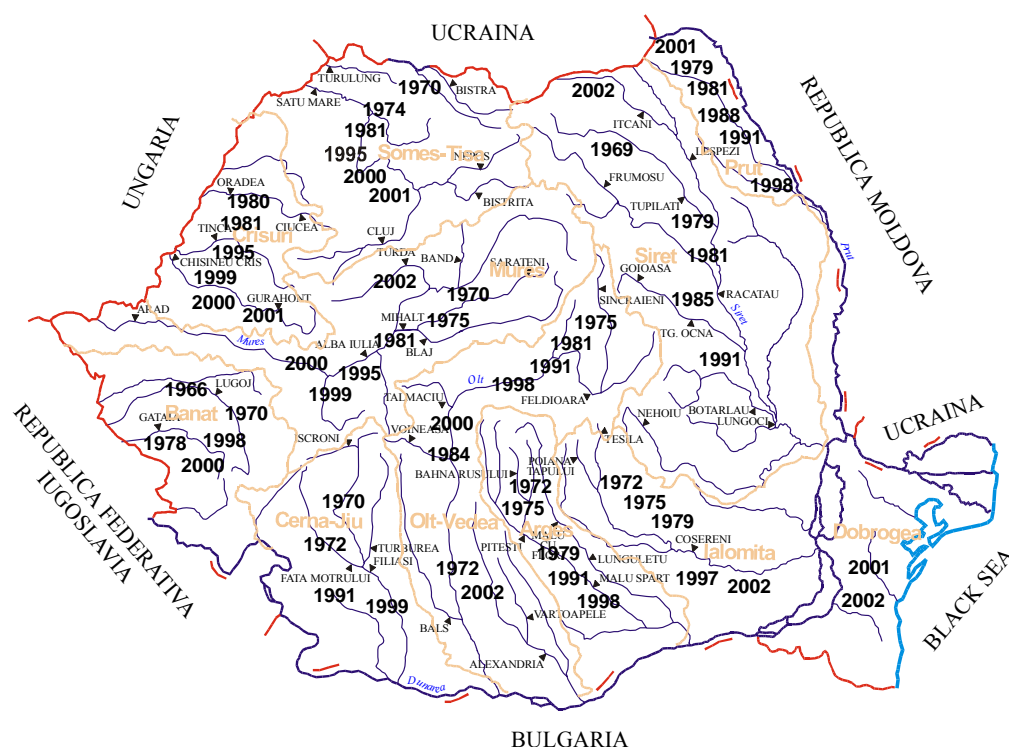 UCRAINA
2001
1979
TURULUNG
1970
BISTRA
2002
1981
SATU MARE
1974
ITCANI
1988
1981
1991
UNGARIA
REPUBLICA MOLDOVA
1995
Somes-Tisa
1969
LESPEZI
2000
Prut
ORADEA
2001
FRUMOSU
1998
1980
BISTRITA
TUPILATI
1981
CIUCEA
1979
Crisuri
CLUJ
1995
TURDA
BAND
SARATENI
Siret
1981
Prut
CHISINEU CRIS
Mures
GOIOASA
1999
2002
1970
SINCRAIENI
1985
RACATAU
2000
GURAHONT
2001
MIHALT
1975
1975
Siret
ARAD
TG. OCNA
Mures
ALBA IULIA
1981
BLAJ
1981
2000
1995
1991
1991
1966
LUGOJ
1999
Olt
1998
FELDIOARA
Banat
1970
TALMACIU
NEHOIU
BOTARLAU
LUNGOCI
UCRAINA
1978
1998
2000
VOINEASA
TESILA
2000
SCRONI
1984
REPUBLICA FEDERATIVA
IUGOSLAVIA
BAHNA RUSULUI
POIANA
TAPULUI
1972
1970
1972
1975
1975
Cerna-Jiu
Olt-Vedea
Arges
1979
Dobrogea
1972
TURBUREA
PITESTI
MALU
CU
1979
COSERENI
Ialomita
FILIASI
LUNGULETU
2001
FATA MOTRULUI
1972
1991
MALU SPART
1997
2002
1991
1999
2002
1998
2002
BALS
VARTOAPELE
BLACK SEA
ALEXANDRIA
Dunarea
BULGARIA